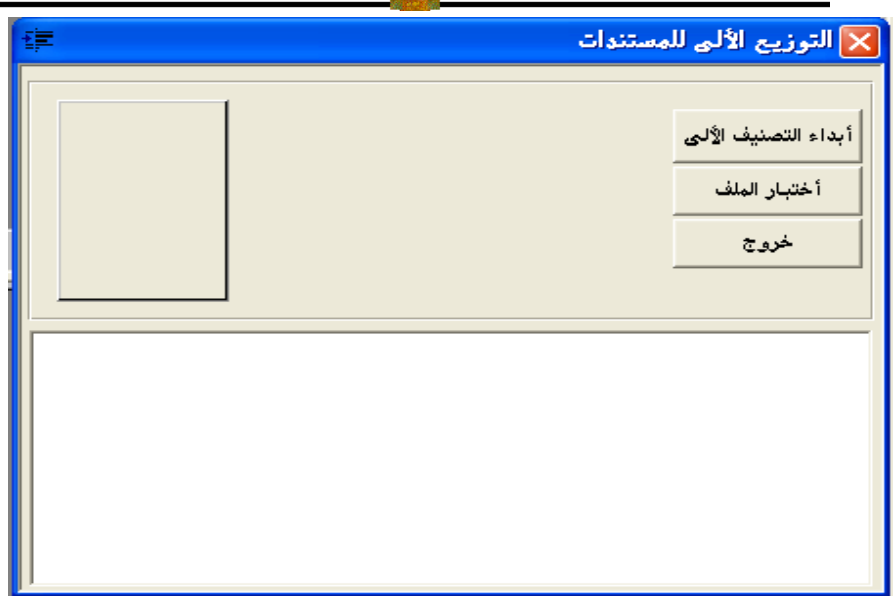 التوزيع الألى للمستندات
أبداء التصنيف الألى
أختبار الملف
خروج